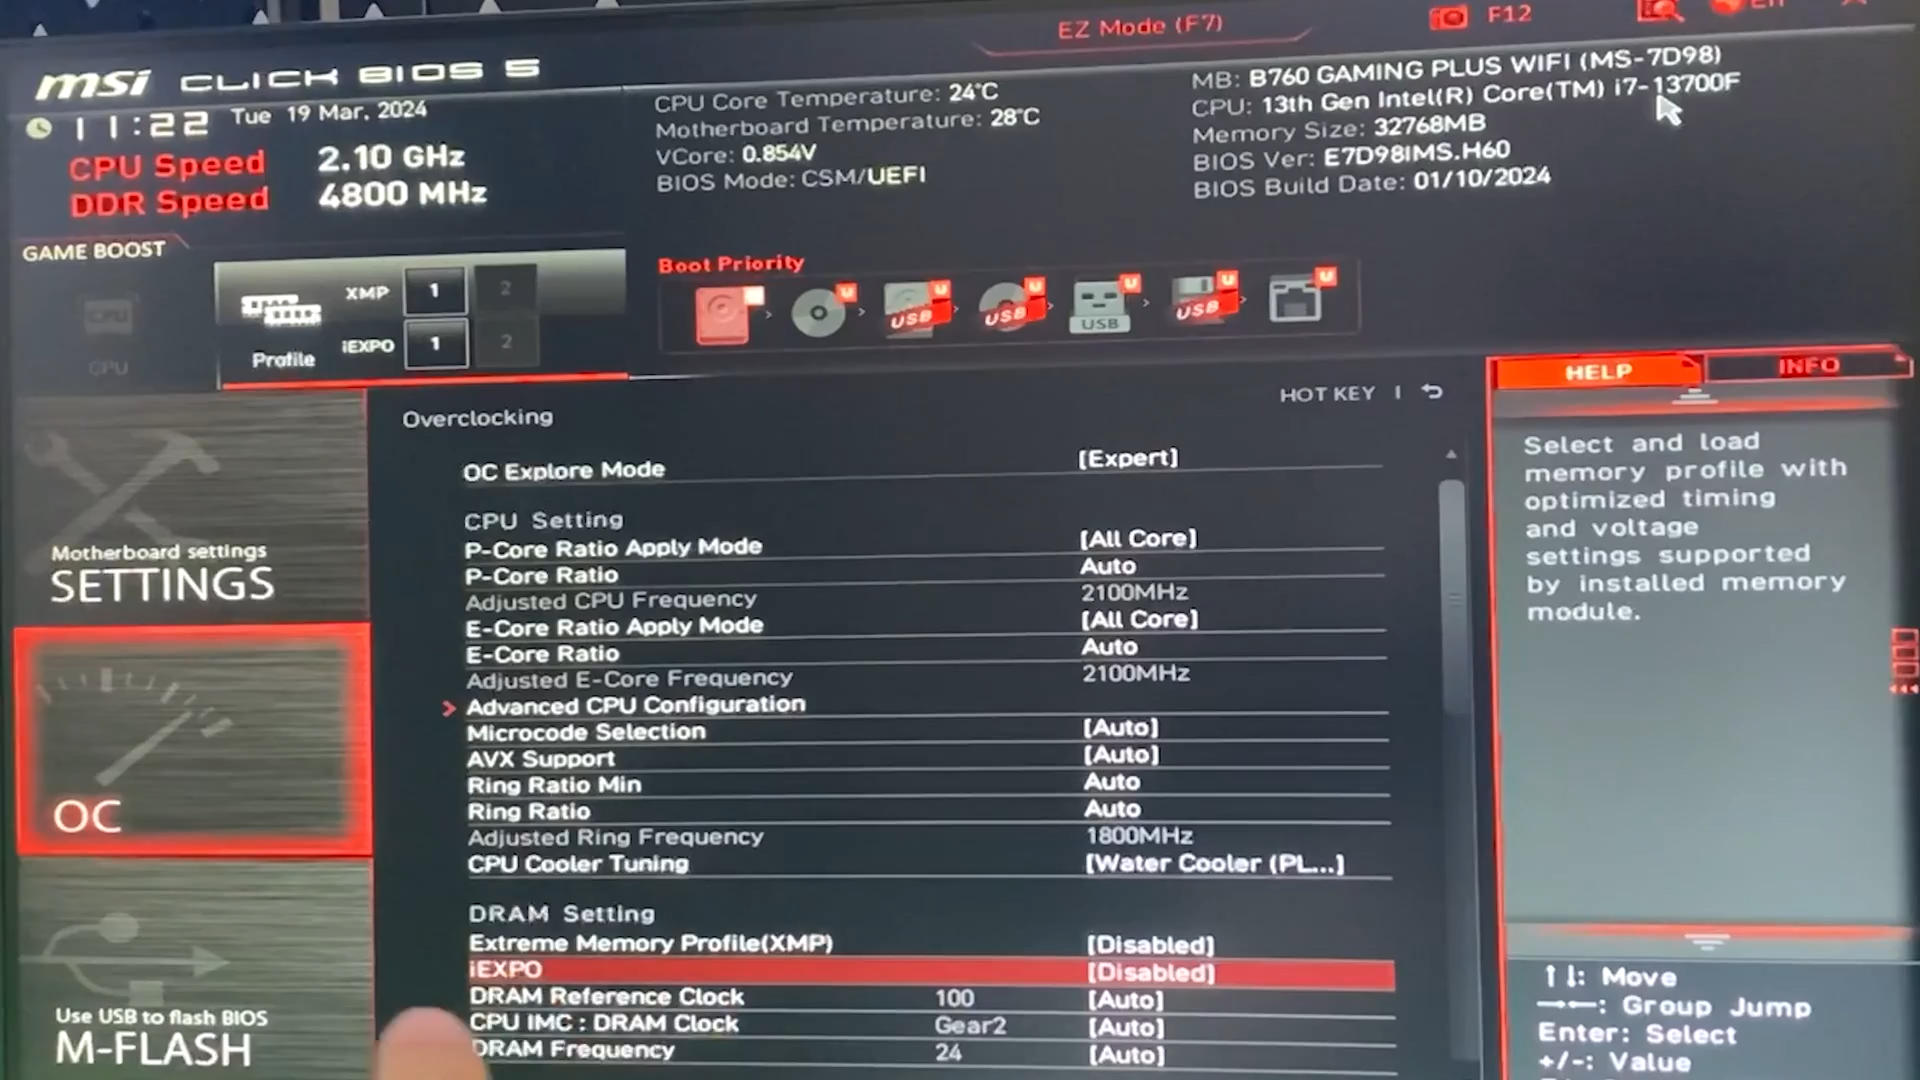 EZ Mode (F7)
F12
En
msi CLICK BIOS 5
11:22 Tue 19 Mar, 2024
CPU Speed 2.10 GHz
DDR Speed 4800 MHz
CPU Core Temperature: 24°C
Motherboard Temperature: 28°C
VCore: 0.854V
BIOS Mode: CSM/UEFI
MB: B760 GAMING PLUS WIFI (MS-7D98)
CPU: 13th Gen Intel(R) Core(TM) i7-13700F
Memory Size: 32768MB
BIOS Ver: E7D98IMS.H60
BIOS Build Date: 01/10/2024
GAME BOOST
CPU
CPU
XMP 1 2
iEXPO 1 2
Profile
Boot Priority
U U U U U U
USB USB USB USB
Motherboard settings
SETTINGS
OC
Use USB to flash BIOS
M-FLASH
Overclocking
HOT KEY
OC Explore Mode [Expert]
CPU Setting
P-Core Ratio Apply Mode [All Core]
P-Core Ratio Auto
Adjusted CPU Frequency 2100MHz
E-Core Ratio Apply Mode [All Core]
E-Core Ratio Auto
Adjusted E-Core Frequency 2100MHz
> Advanced CPU Configuration
Microcode Selection [Auto]
AVX Support [Auto]
Ring Ratio Min Auto
Ring Ratio Auto
Adjusted Ring Frequency 1800MHz
CPU Cooler Tuning [Water Cooler (PL...]
DRAM Setting
Extreme Memory Profile(XMP) [Disabled]
iEXPO [Disabled]
DRAM Reference Clock 100 [Auto]
CPU IMC : DRAM Clock Gear2 [Auto]
DRAM Frequency 24 [Auto]
HELP
INFO
Select and load
memory profile with
optimized timing
and voltage
settings supported
by installed memory
module.
↑↓: Move
→←: Group Jump
Enter: Select
+/-: Value